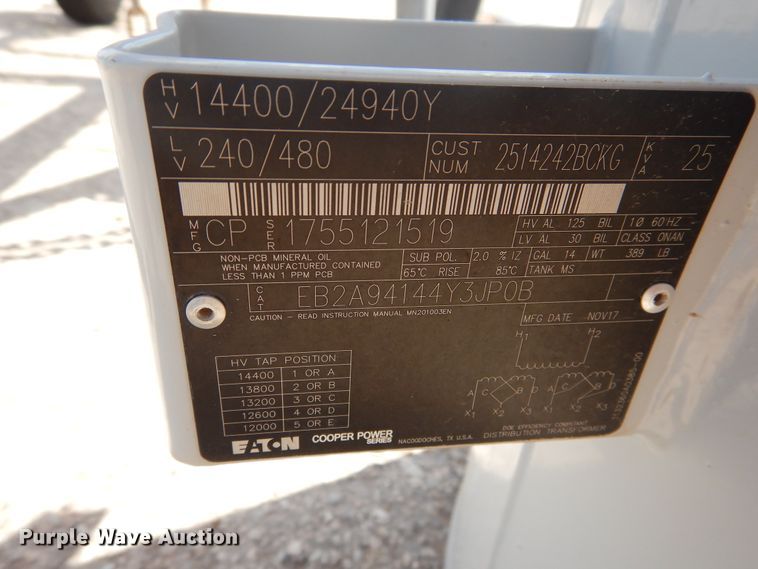 HV 14400/24940Y
LV 240/480 CUST NUM 2514242BCKG KVA 25
MFG CP SER 1755121519 HV AL 125 BIL 1Ø 60HZ
LV AL 30 BIL CLASS ONAN
NON-PCB MINERAL OIL SUB POL. 2.0 % IZ GAL 14 WT 389 LB
WHEN MANUFACTURED CONTAINED
LESS THAN 1 PPM PCB 65°C RISE 85°C TANK MS
CAT EB2A94144Y3JP0B
CAUTION - READ INSTRUCTION MANUAL MN201003EN
MFG DATE NOV17
H1 H2
HV TAP POSITION
14400 1 OR A
13800 2 OR B
13200 3 OR C
12600 4 OR D
12000 5 OR E
A C B D A C B D
X1 X2 X3 X1 X2 X3
EATON COOPER POWER SERIES
NACOGDOCHES, TX U.S.A.
DOE EFFICIENCY COMPLIANT
DISTRIBUTION TRANSFORMER
Purple Wave Auction
Purple Wave Auction